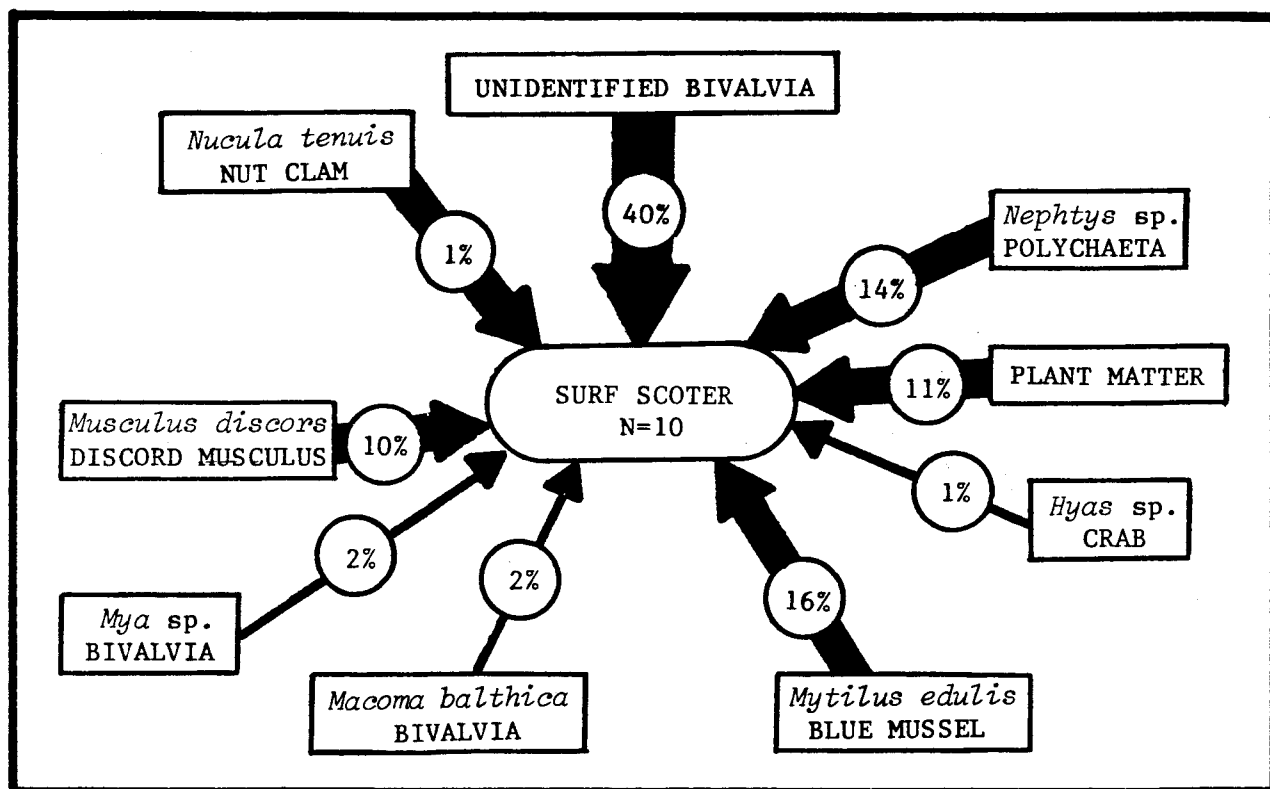 UNIDENTIFIED BIVALVIA
Nucula tenuis
NUT CLAM
40%
1%
Nephtys sp.
POLYCHAETA
14%
SURF SCOTER
N=10
11%
PLANT MATTER
Musculus discors
DISCORD MUSCULUS
10%
1%
Hyas sp.
CRAB
2%
2%
16%
Mya sp.
BIVALVIA
Macoma balthica
BIVALVIA
Mytilus edulis
BLUE MUSSEL